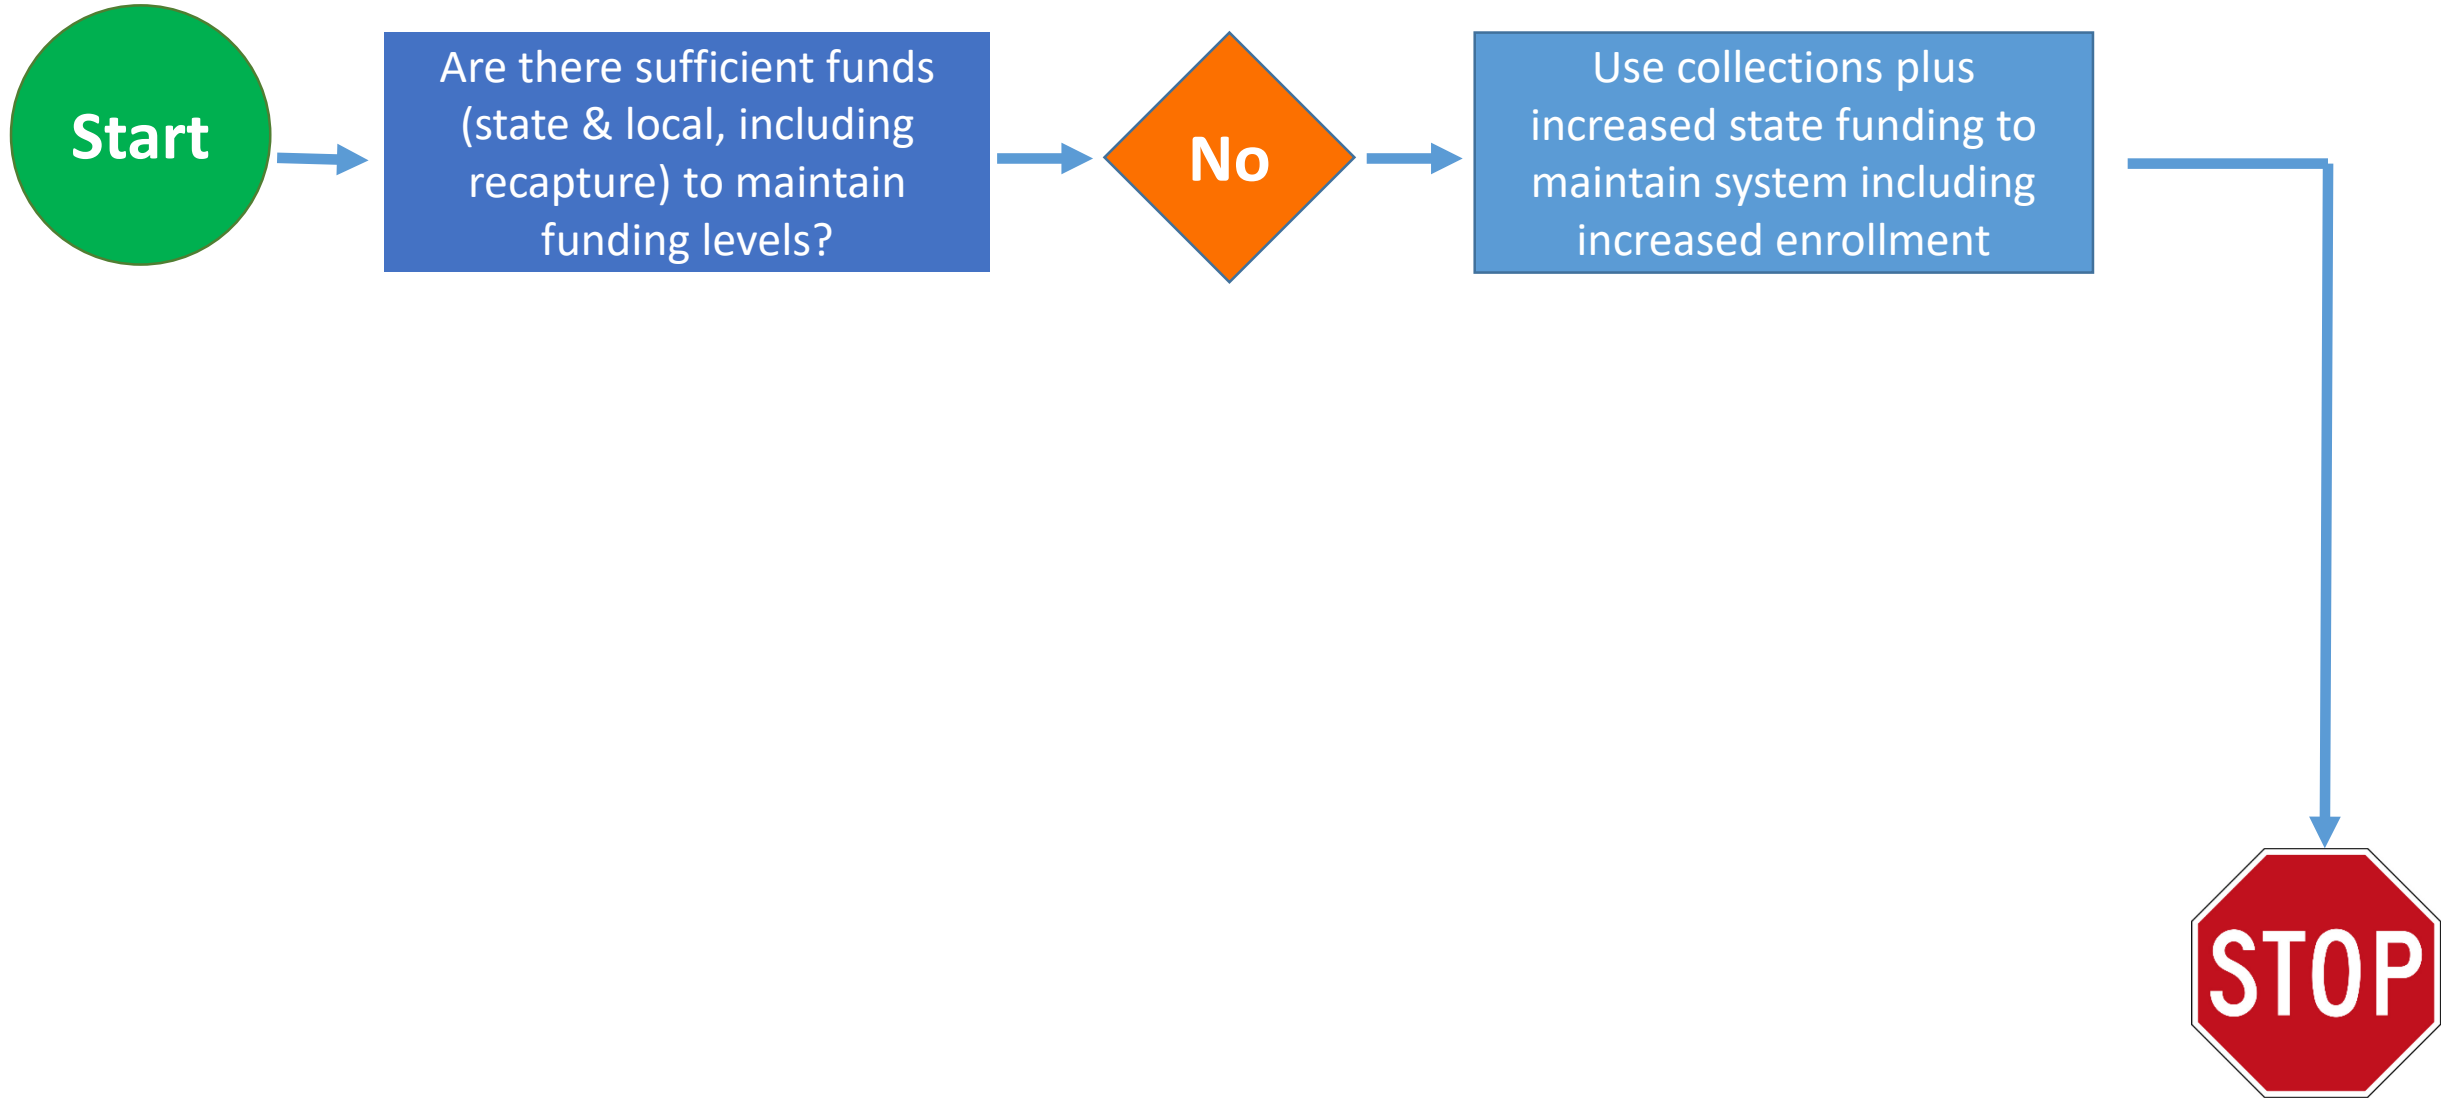 Start
Are there sufficient funds
(state & local, including
recapture) to maintain
funding levels?
No
Use collections plus
increased state funding to
maintain system including
increased enrollment
STOP